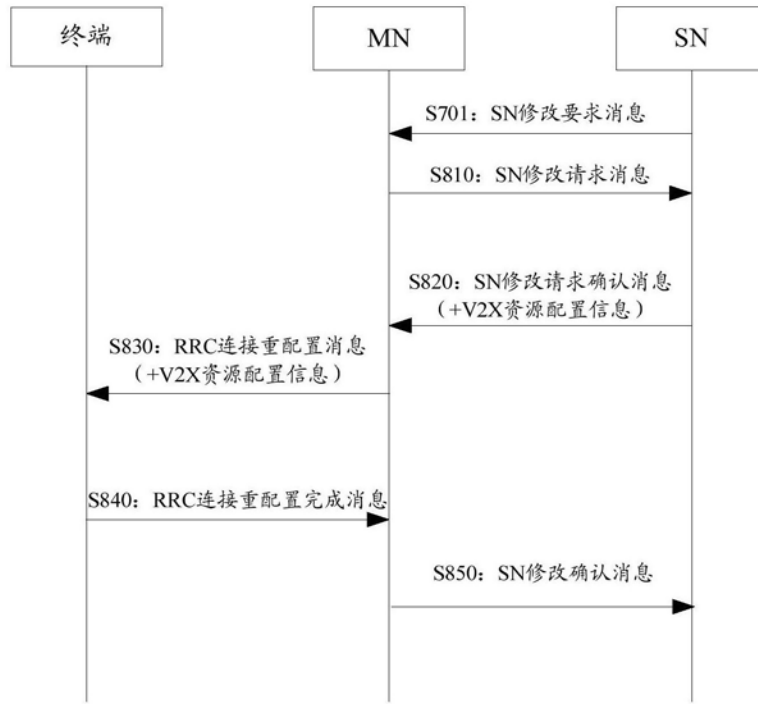 终端
MN
SN
S701：SN修改要求消息
S810：SN修改请求消息
S820：SN修改请求确认消息
（+V2X资源配置信息）
S830：RRC连接重配置消息
（+V2X资源配置信息）
S840：RRC连接重配置完成消息
S850：SN修改确认消息